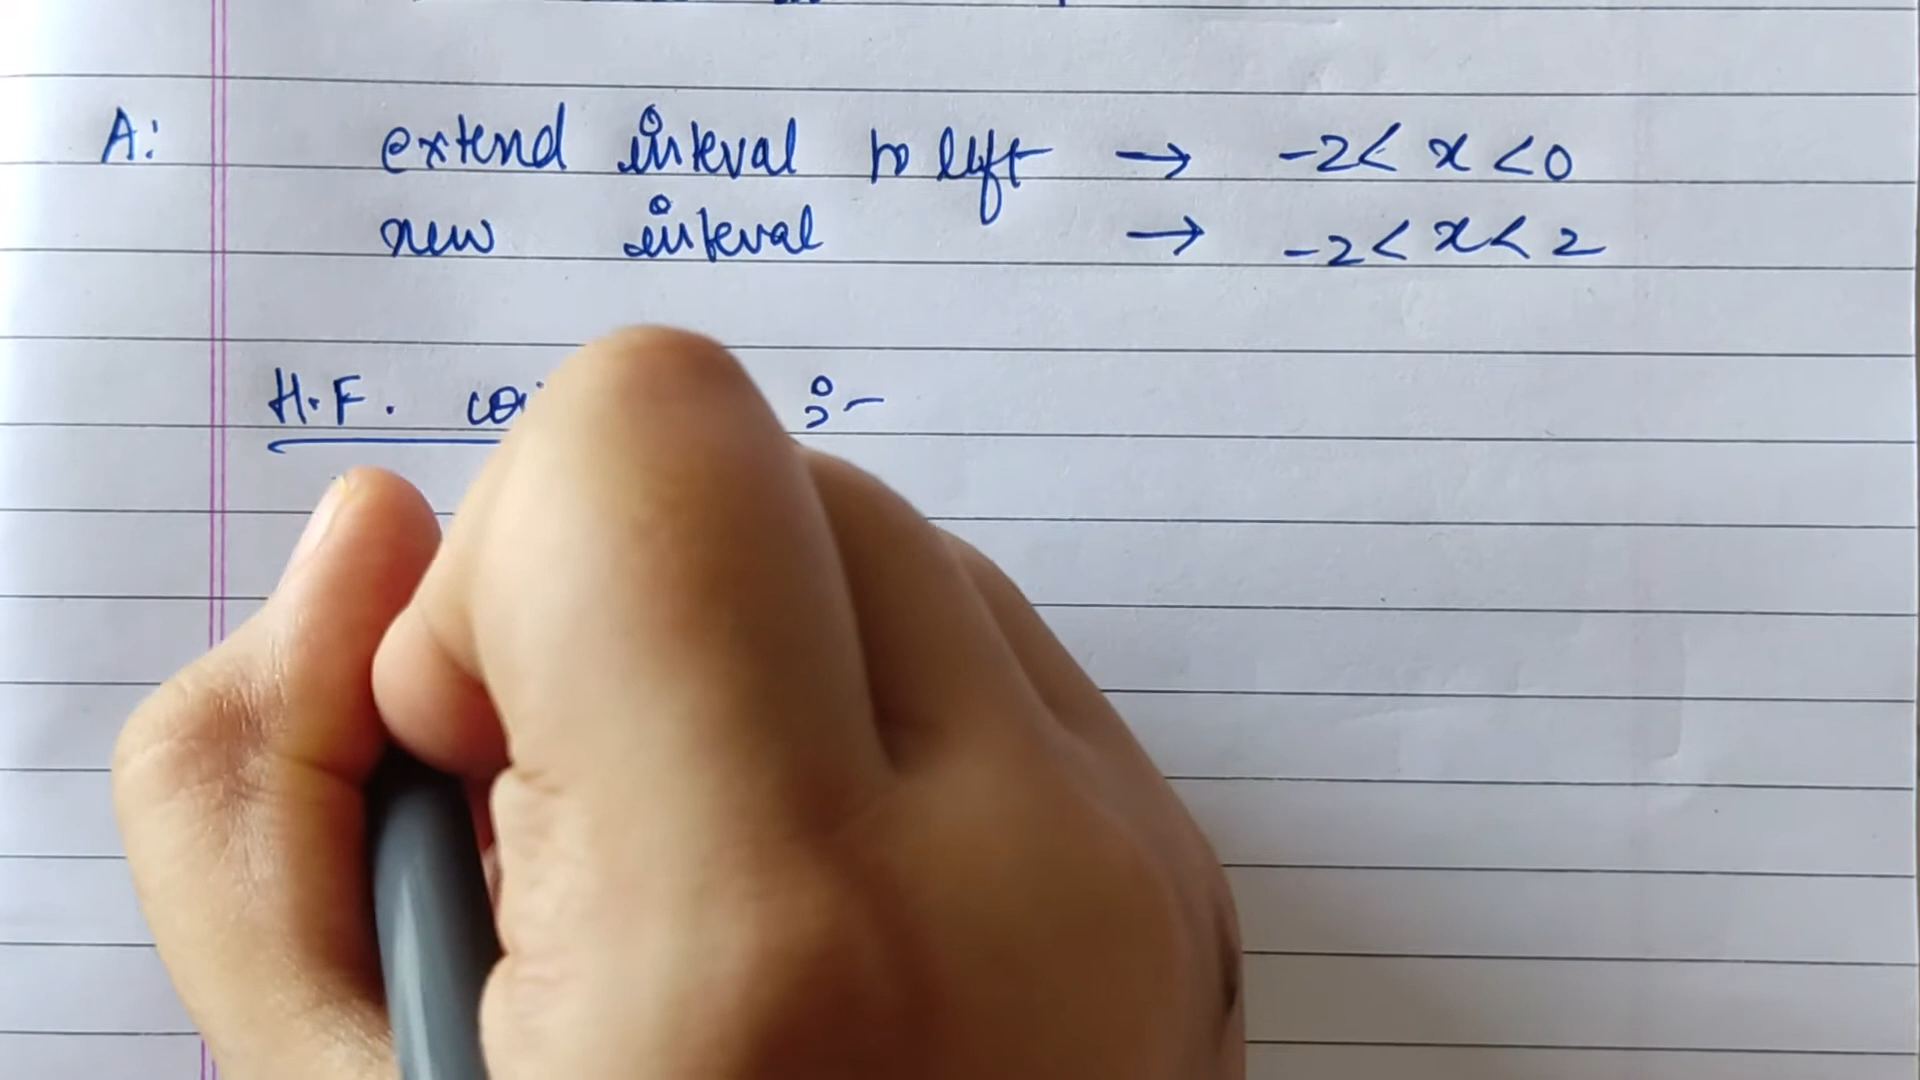 A: extend interval to left → -2 < x < 0
new interval → -2 < x < 2
H.F. :-